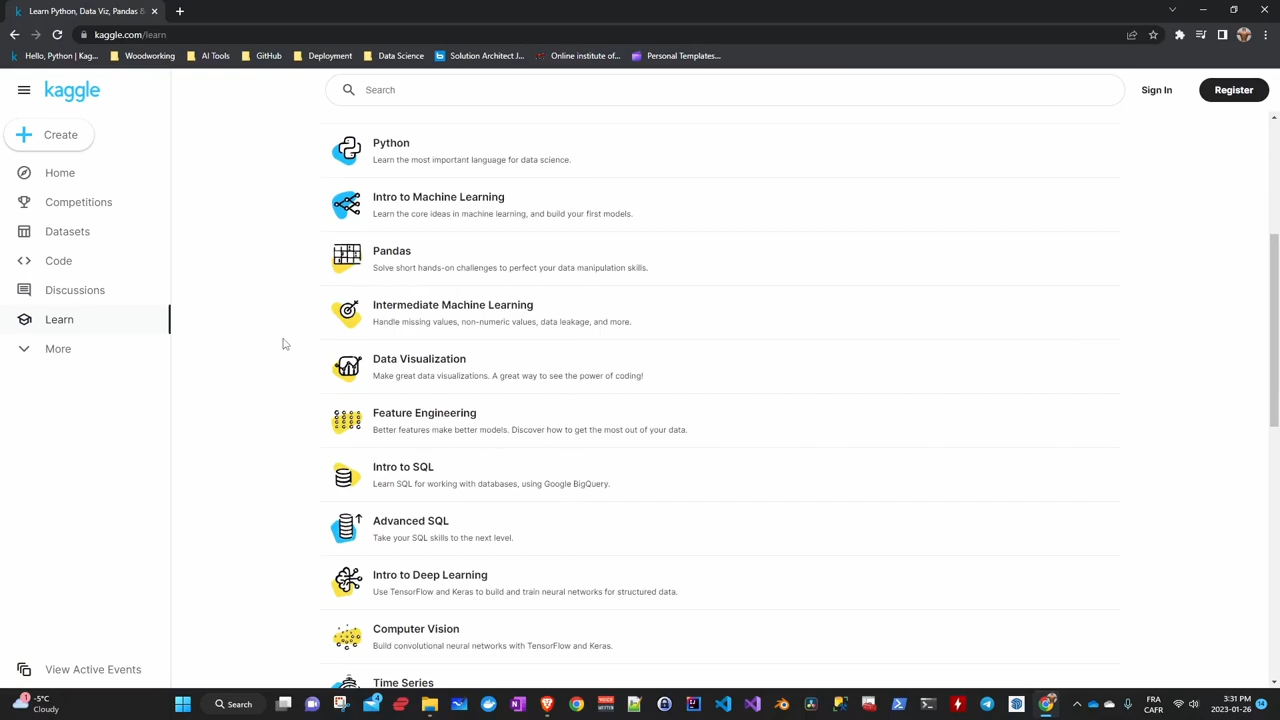 Learn Python, Data Viz, Pandas &
kaggle.com/learn
Hello, Python | Kag...
Woodworking
AI Tools
GitHub
Deployment
Data Science
Solution Architect J...
Online institute of...
Personal Templates...
kaggle
Search
Sign In
Register
Create
Home
Competitions
Datasets
Code
Discussions
Learn
More
View Active Events
Python
Learn the most important language for data science.
Intro to Machine Learning
Learn the core ideas in machine learning, and build your first models.
Pandas
Solve short hands-on challenges to perfect your data manipulation skills.
Intermediate Machine Learning
Handle missing values, non-numeric values, data leakage, and more.
Data Visualization
Make great data visualizations. A great way to see the power of coding!
Feature Engineering
Better features make better models. Discover how to get the most out of your data.
Intro to SQL
Learn SQL for working with databases, using Google BigQuery.
Advanced SQL
Take your SQL skills to the next level.
Intro to Deep Learning
Use TensorFlow and Keras to build and train neural networks for structured data.
Computer Vision
Build convolutional neural networks with TensorFlow and Keras.
Time Series
-5°C
Cloudy
Search
FRA
CAFR
3:31 PM
2023-01-26